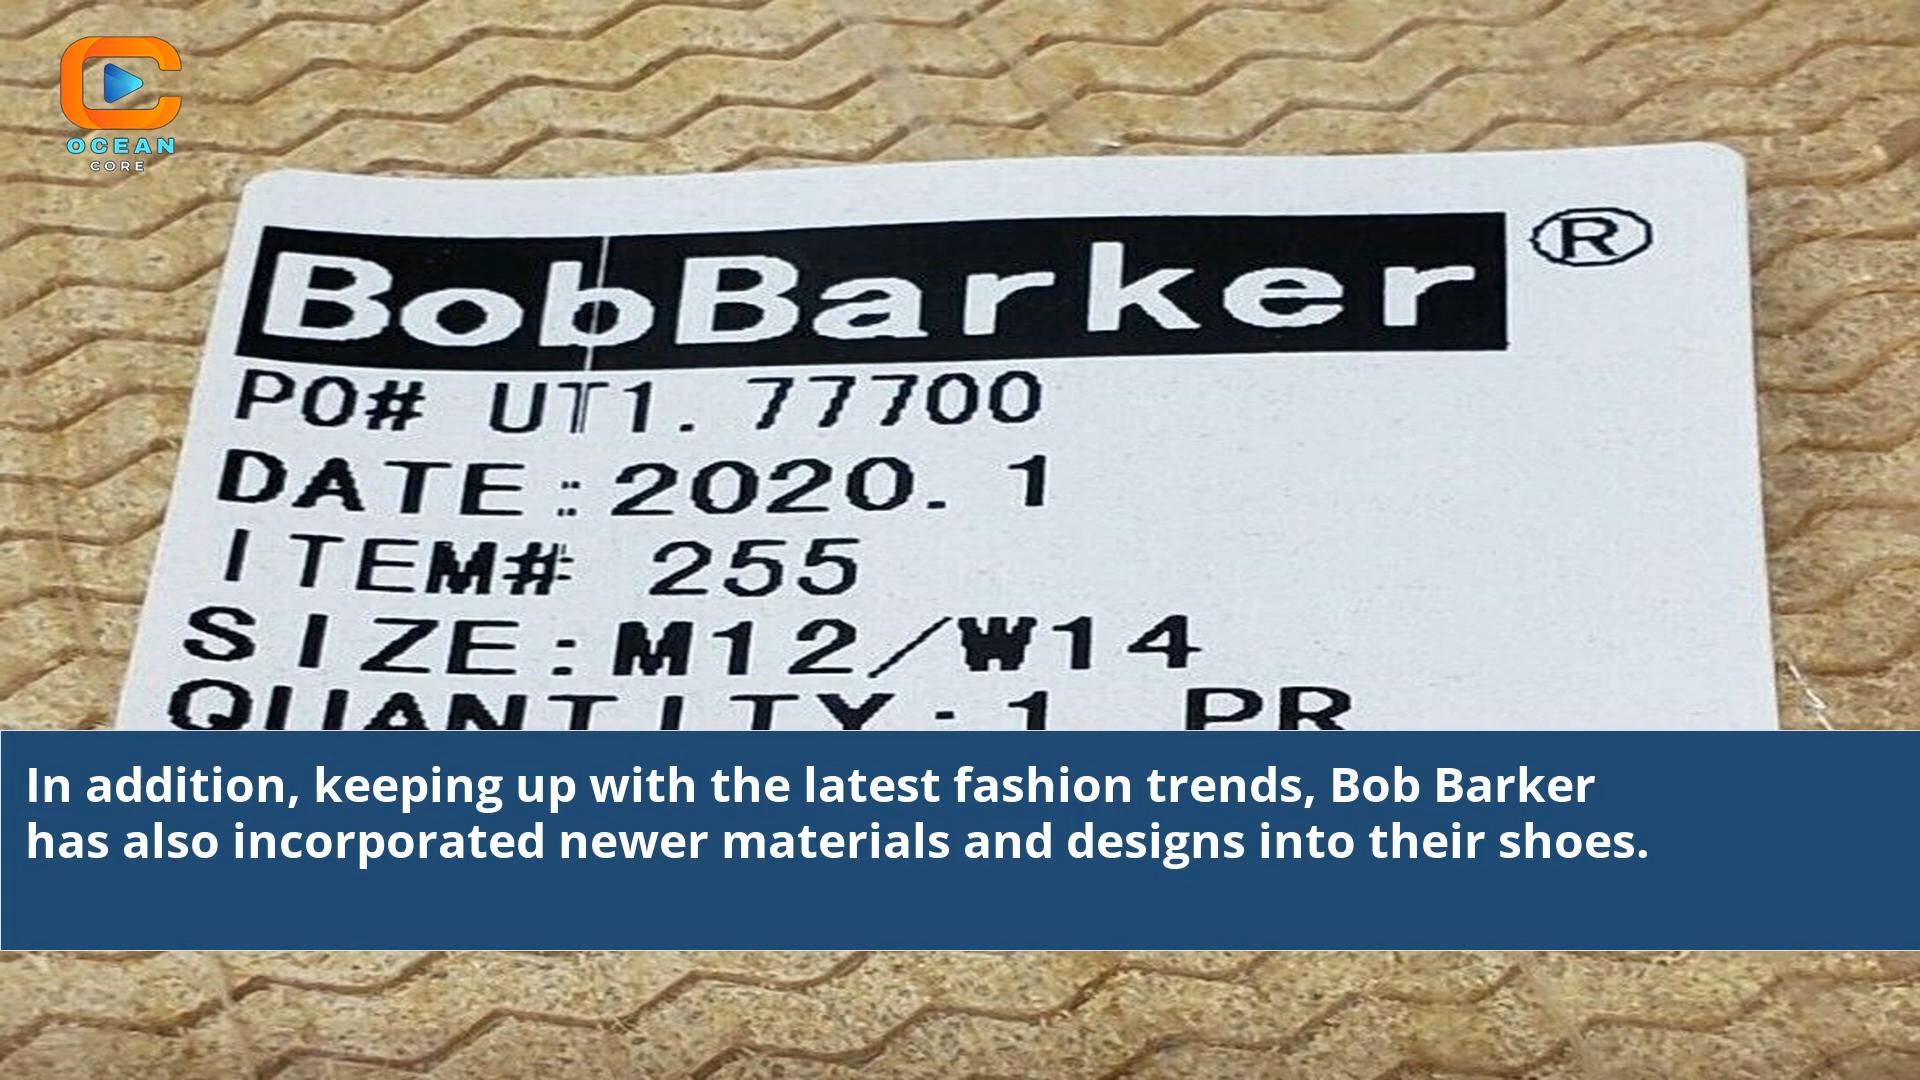 OCEAN
CORE
BobBarker®
PO# UT1. 77700
DATE:2020. 1
ITEM# 255
SIZE:M12/W14
QUANTITY:1 PR
In addition, keeping up with the latest fashion trends, Bob Barker
has also incorporated newer materials and designs into their shoes.